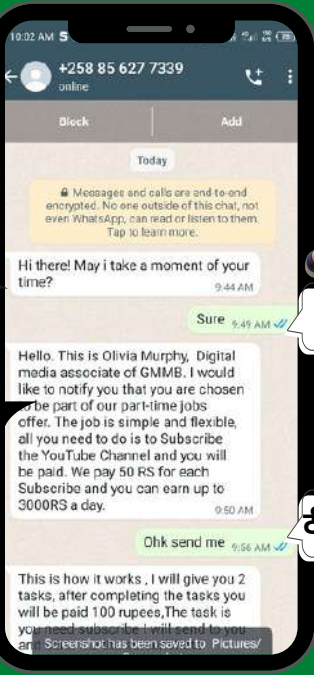 10:02 AM S
+258 85 627 7339
online
Block Add
Today
Messages and calls are end-to-end
encrypted. No one outside of this chat, not
even WhatsApp, can read or listen to them.
Tap to learn more.
Hi there! May i take a moment of your
time?
9:44 AM
Sure 9:49 AM
Hello. This is Olivia Murphy, Digital
media associate of GMMB. I would
like to notify you that you are chosen
to be part of our part-time jobs
offer. The job is simple and flexible,
all you need to do is to Subscribe
the YouTube Channel and you will
be paid. We pay 50 RS for each
Subscribe and you can earn up to
3000RS a day.
9:50 AM
Ohk send me 9:56 AM
This is how it works , I will give you 2
tasks, after completing the tasks you
will be paid 100 rupees,The task is
you need subscribe I will send to you
and
Screenshot has been saved to Pictures/